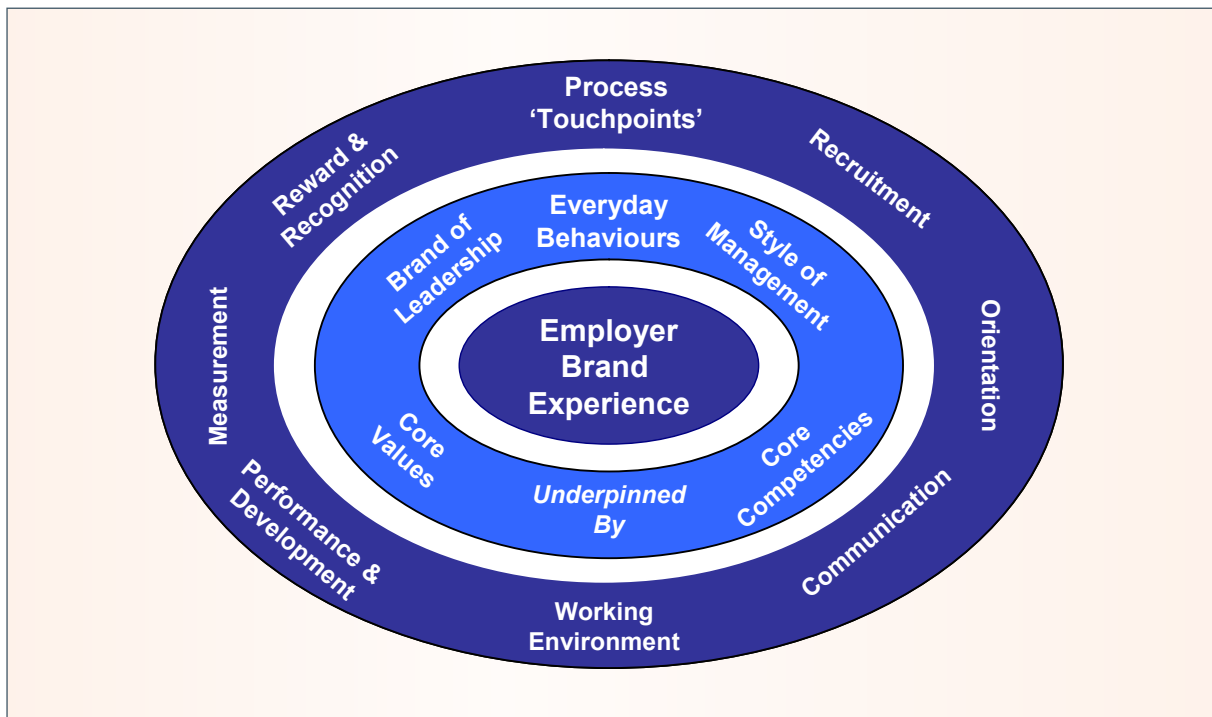 Process
‘Touchpoints’
Recruitment
Orientation
Communication
Working
Environment
Performance &
Development
Measurement
Reward &
Recognition
Everyday
Behaviours
Style of
Management
Core
Competencies
Underpinned
By
Core
Values
Brand of
Leadership
Employer
Brand
Experience